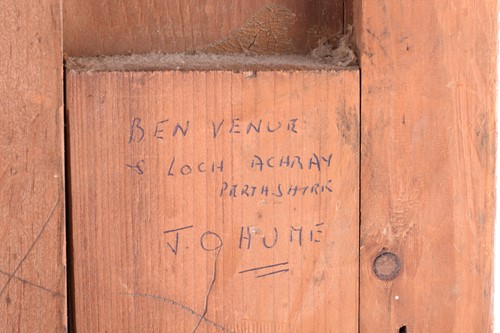 BEN VENUE
& LOCH ACHRAY
PERTHSHIRE
J. O HUME